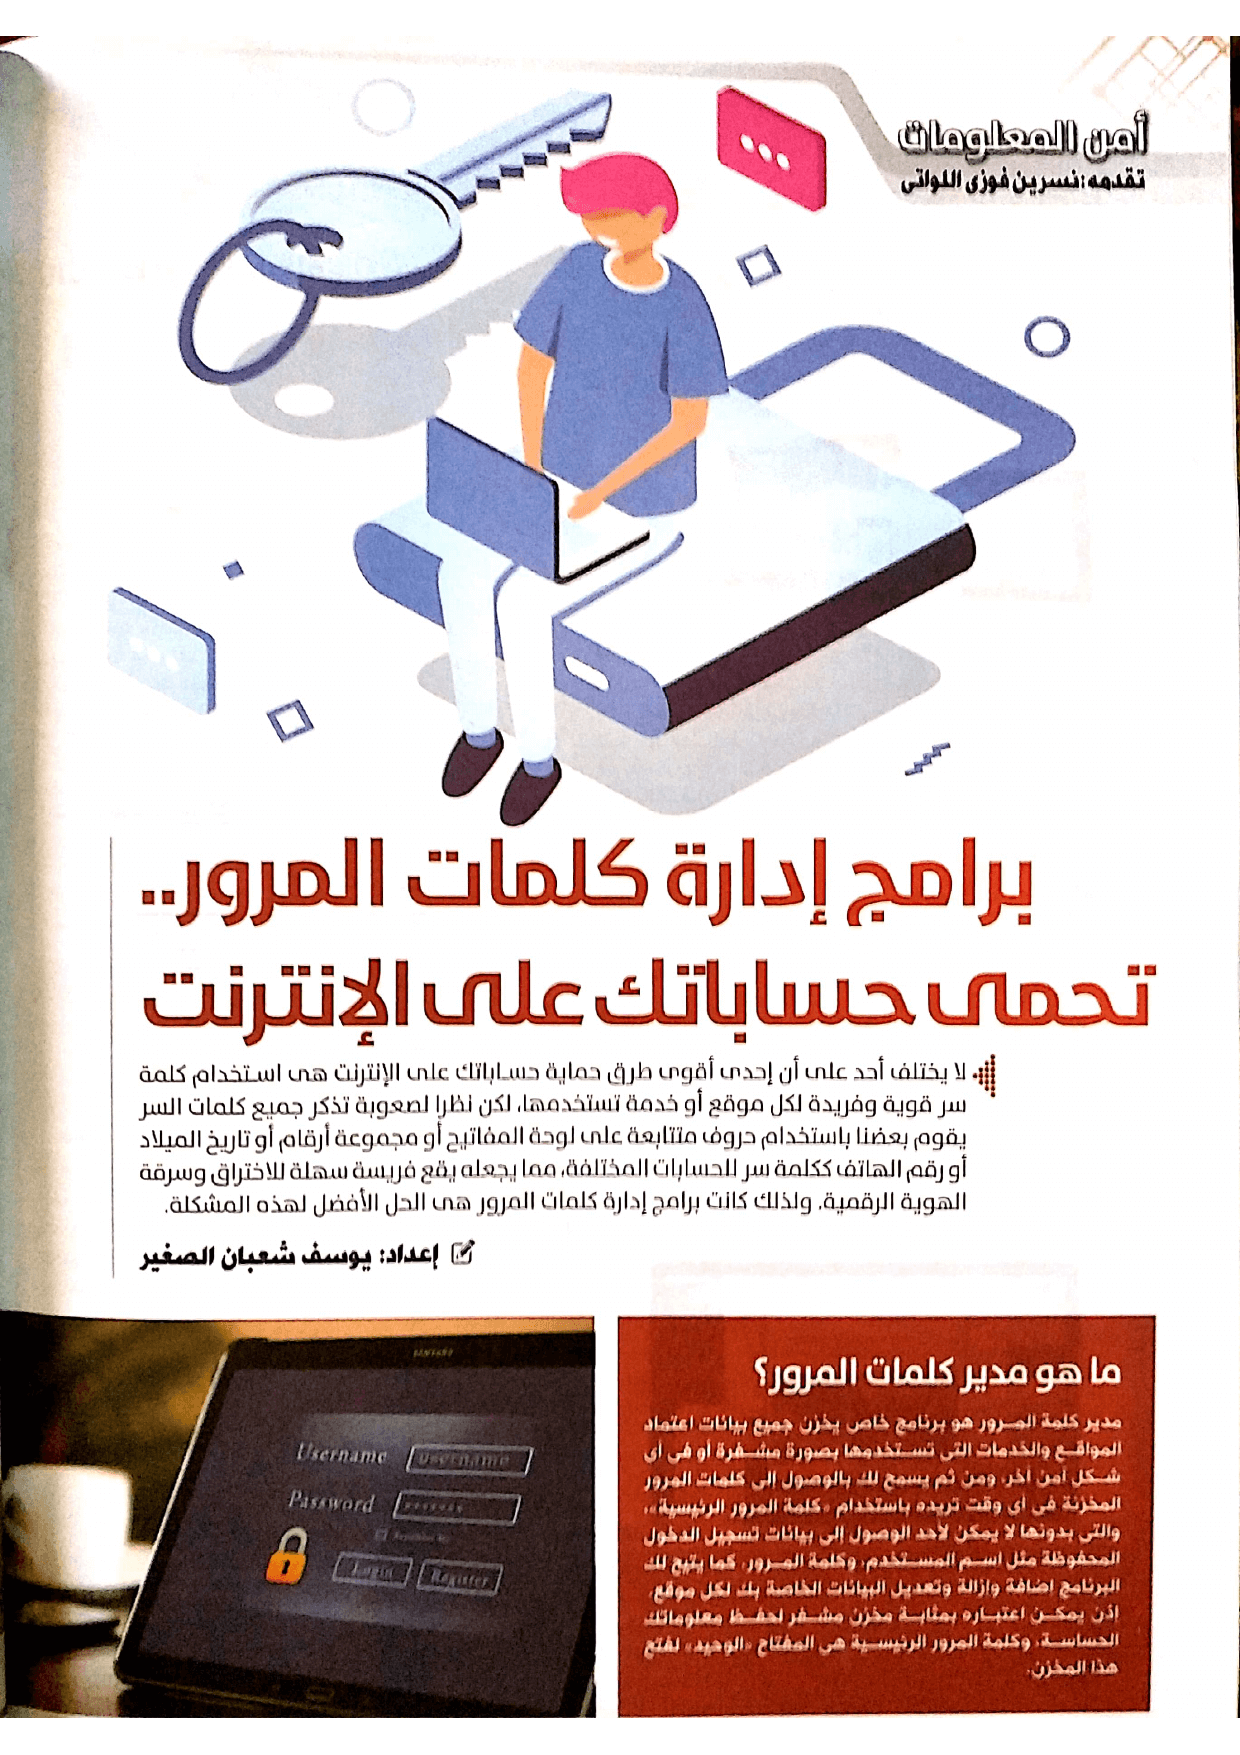 أمن المعلومات
تقدمه: نسرين فوزى اللواتى
برامج إدارة كلمات المرور..
تحمى حساباتك على الإنترنت
لا يختلف أحد على أن إحدى أقوى طرق حماية حساباتك على الإنترنت هى استخدام كلمة
سر قوية وفريدة لكل موقع أو خدمة تستخدمها، لكن نظرا لصعوبة تذكر جميع كلمات السر
يقوم بعضنا باستخدام حروف متتابعة على لوحة المفاتيح أو مجموعة أرقام أو تاريخ الميلاد
أو رقم الهاتف ككلمة سر للحسابات المختلفة، مما يجعله يقع فريسة سهلة للاختراق وسرقة
الهوية الرقمية. ولذلك كانت برامج إدارة كلمات المرور هى الحل الأفضل لهذه المشكلة.
إعداد: يوسف شعبان الصغير
ما هو مدير كلمات المرور؟
مدير كلمة المرور هو برنامج خاص يخزن جميع بيانات اعتماد
المواقع والخدمات التى تستخدمها بصورة مشفرة أو فى أى
شكل آمن آخر، ومن ثم يسمح لك بالوصول إلى كلمات المرور
المخزنة فى أى وقت تريده باستخدام «كلمة المرور الرئيسية»،
والتى بدونها لا يمكن لأحد الوصول إلى بيانات تسجيل الدخول
المحفوظة مثل اسم المستخدم، وكلمة المرور، كما يتيح لك
البرنامج إضافة وإزالة وتعديل البيانات الخاصة بك لكل موقع.
إذن يمكن اعتباره بمثابة مخزن مشفر لحفظ معلوماتك
الحساسة، وكلمة المرور الرئيسية هى المفتاح «الوحيد» لفتح
هذا المخزن.
Username username
Password
Login Register